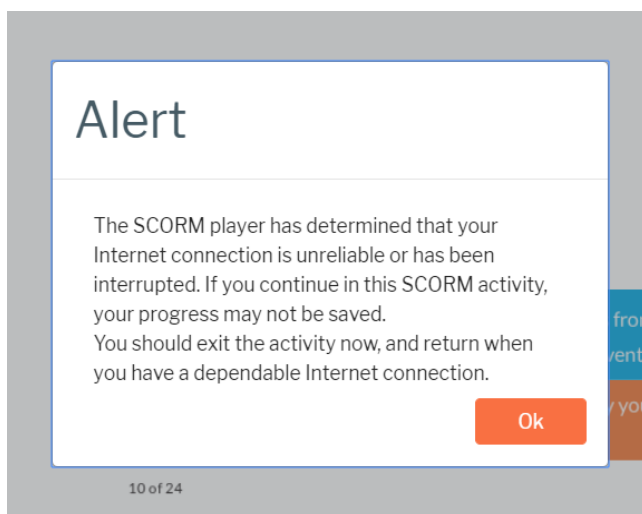 Alert
The SCORM player has determined that your
Internet connection is unreliable or has been
interrupted. If you continue in this SCORM activity,
your progress may not be saved.
You should exit the activity now, and return when
you have a dependable Internet connection.
Ok
10 of 24